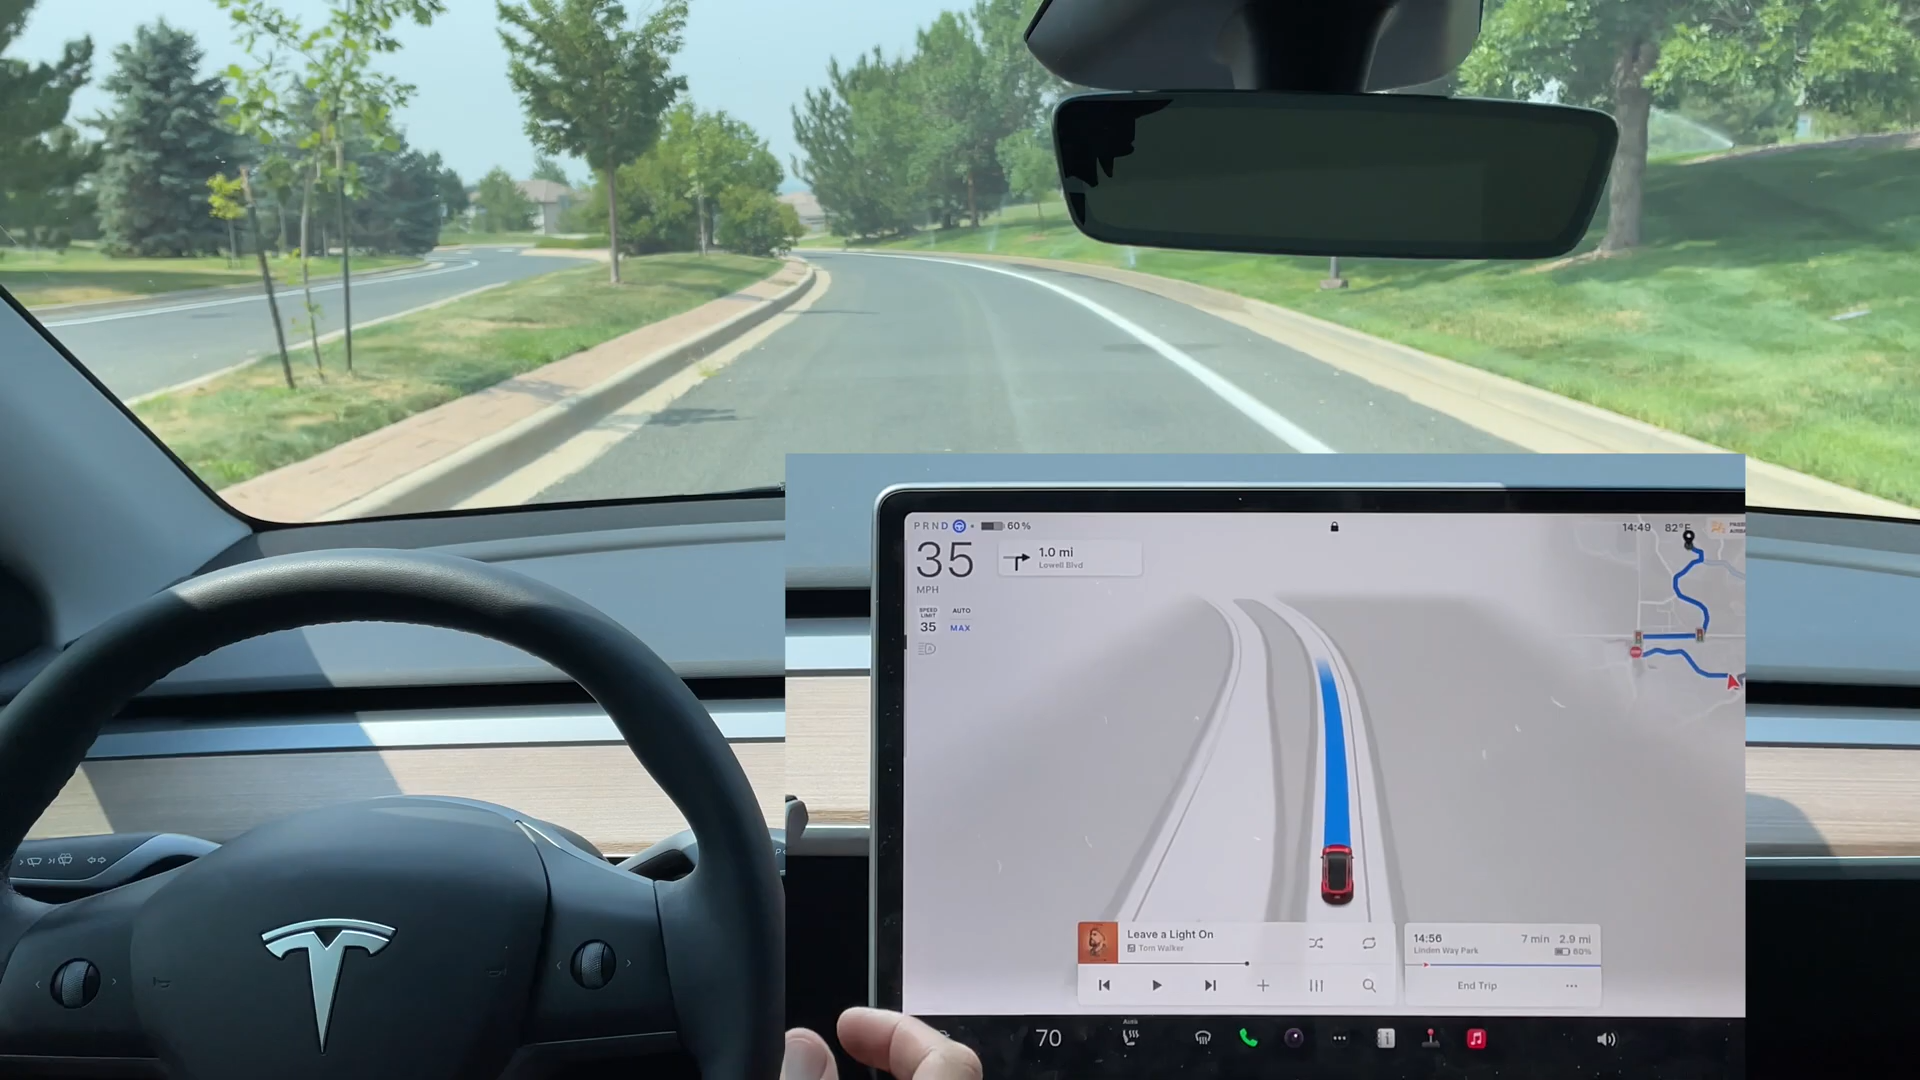 PRND
60 %
14:49
82°F
35
MPH
1.0 mi
Lowell Blvd
SPEED
LIMIT
35
AUTO
MAX
Leave a Light On
Tom Walker
14:56
7 min
2.9 mi
Linden Way Park
60%
End Trip
70
Auto